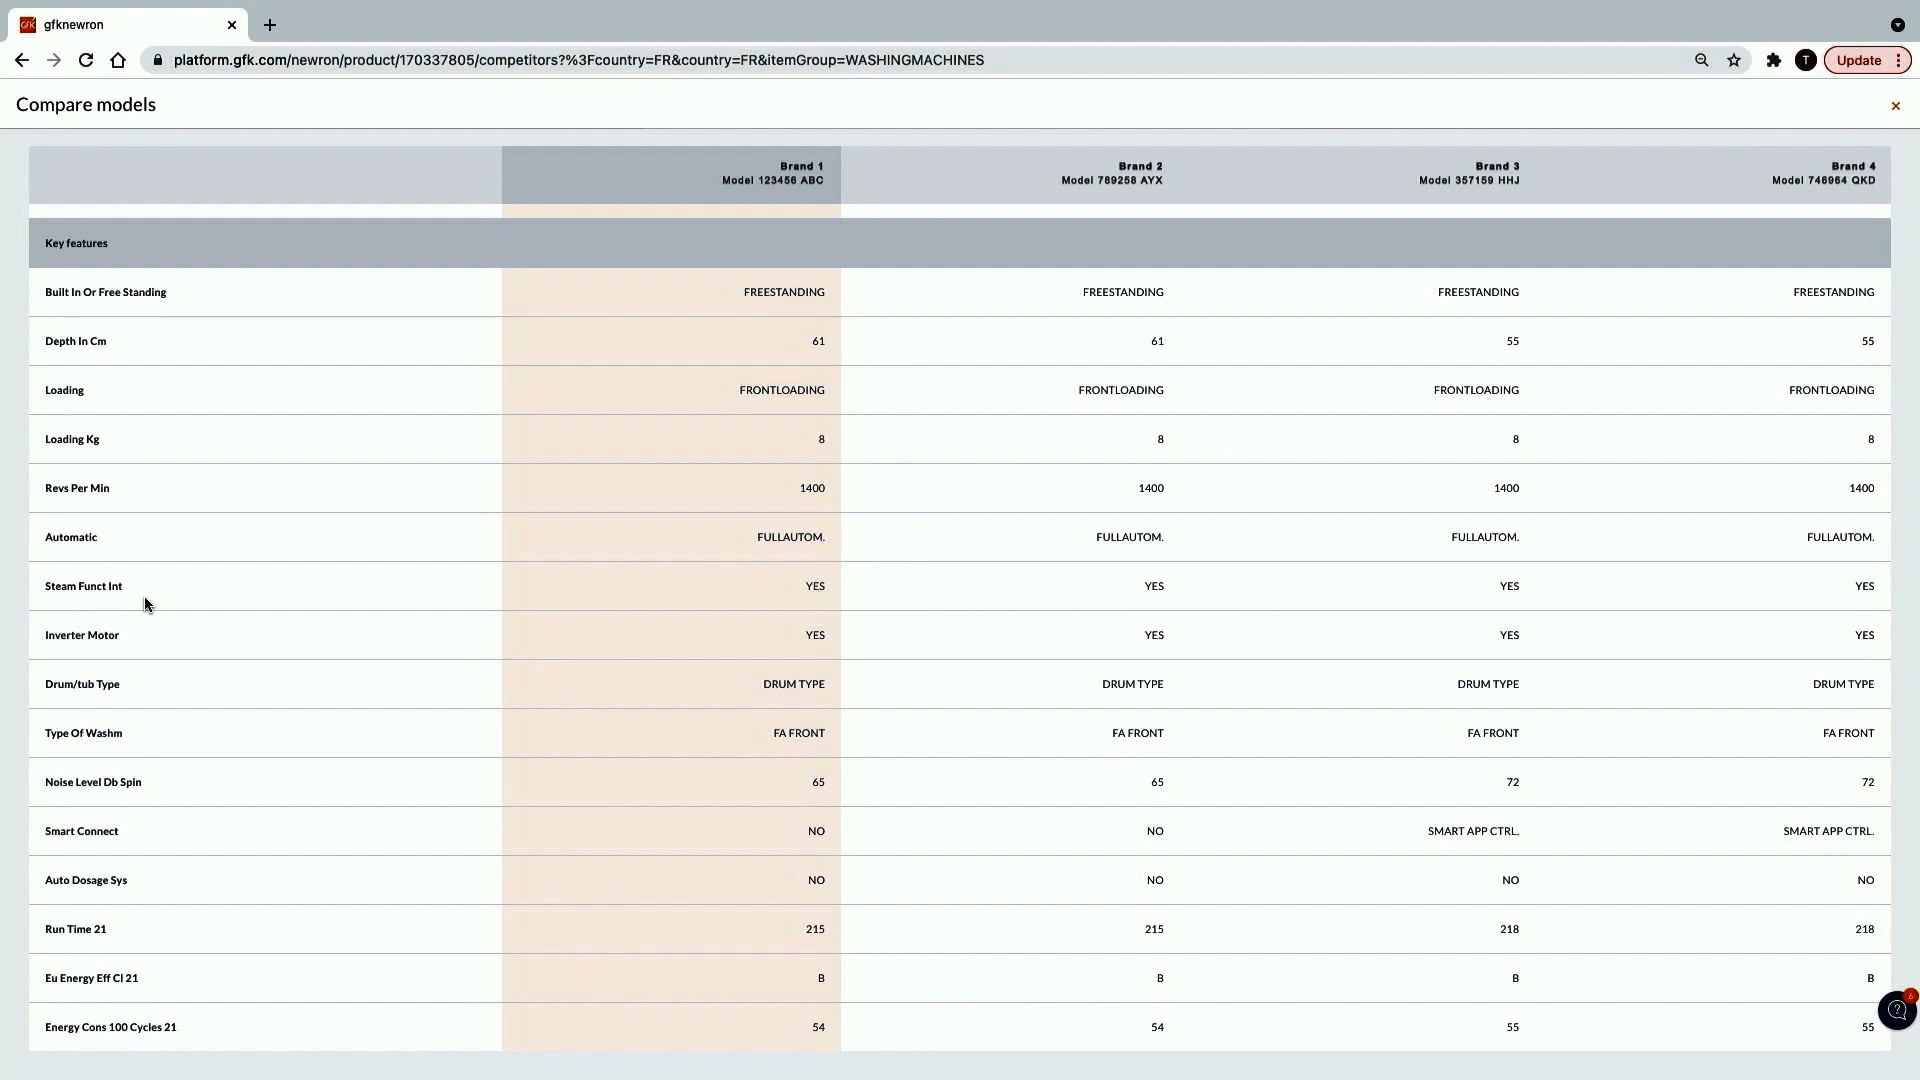 gfknewron
platform.gfk.com/newron/product/170337805/competitors?%3Fcountry=FR&country=FR&itemGroup=WASHINGMACHINES
T
Update
Compare models
Brand 1 Brand 2 Brand 3 Brand 4
Model 123456 ABC Model 789258 AYX Model 357159 HHJ Model 746964 QKD
Key features
Built In Or Free Standing FREESTANDING FREESTANDING FREESTANDING FREESTANDING
Depth In Cm 61 61 55 55
Loading FRONTLOADING FRONTLOADING FRONTLOADING FRONTLOADING
Loading Kg 8 8 8 8
Revs Per Min 1400 1400 1400 1400
Automatic FULLAUTOM. FULLAUTOM. FULLAUTOM. FULLAUTOM.
Steam Funct Int YES YES YES YES
Inverter Motor YES YES YES YES
Drum/tub Type DRUM TYPE DRUM TYPE DRUM TYPE DRUM TYPE
Type Of Washm FA FRONT FA FRONT FA FRONT FA FRONT
Noise Level Db Spin 65 65 72 72
Smart Connect NO NO SMART APP CTRL. SMART APP CTRL.
Auto Dosage Sys NO NO NO NO
Run Time 21 215 215 218 218
Eu Energy Eff Cl 21 B B B B
6
Energy Cons 100 Cycles 21 54 54 55 55